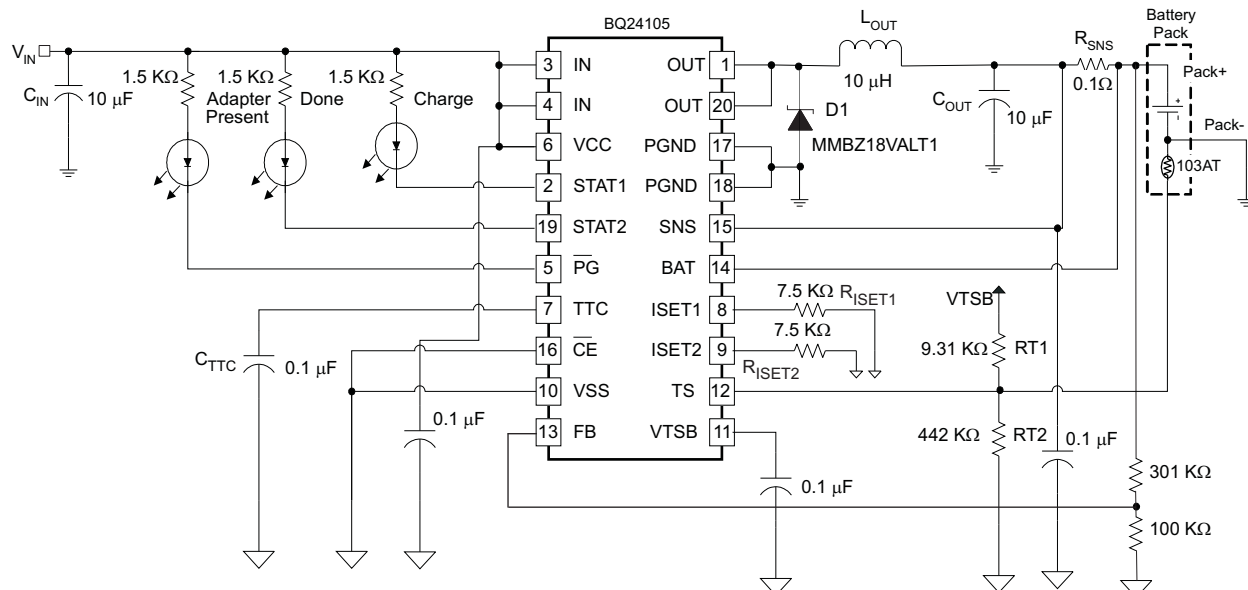 BQ24105
V_IN
C_IN
10 μF
1.5 KΩ
Adapter
Present
1.5 KΩ
Done
1.5 KΩ
Charge
3 IN
4 IN
6 VCC
2 STAT1
19 STAT2
5 PG
7 TTC
16 CE
10 VSS
13 FB
OUT 1
OUT 20
PGND 17
PGND 18
SNS 15
BAT 14
ISET1 8
ISET2 9
TS 12
VTSB 11
L_OUT
10 μH
D1
MMBZ18VALT1
C_OUT
10 μF
R_SNS
0.1Ω
Battery
Pack
Pack+
+
Pack-
103AT
7.5 KΩ
R_ISET1
7.5 KΩ
R_ISET2
VTSB
9.31 KΩ
RT1
442 KΩ
RT2
0.1 μF
301 KΩ
100 KΩ
0.1 μF
C_TTC
0.1 μF
0.1 μF